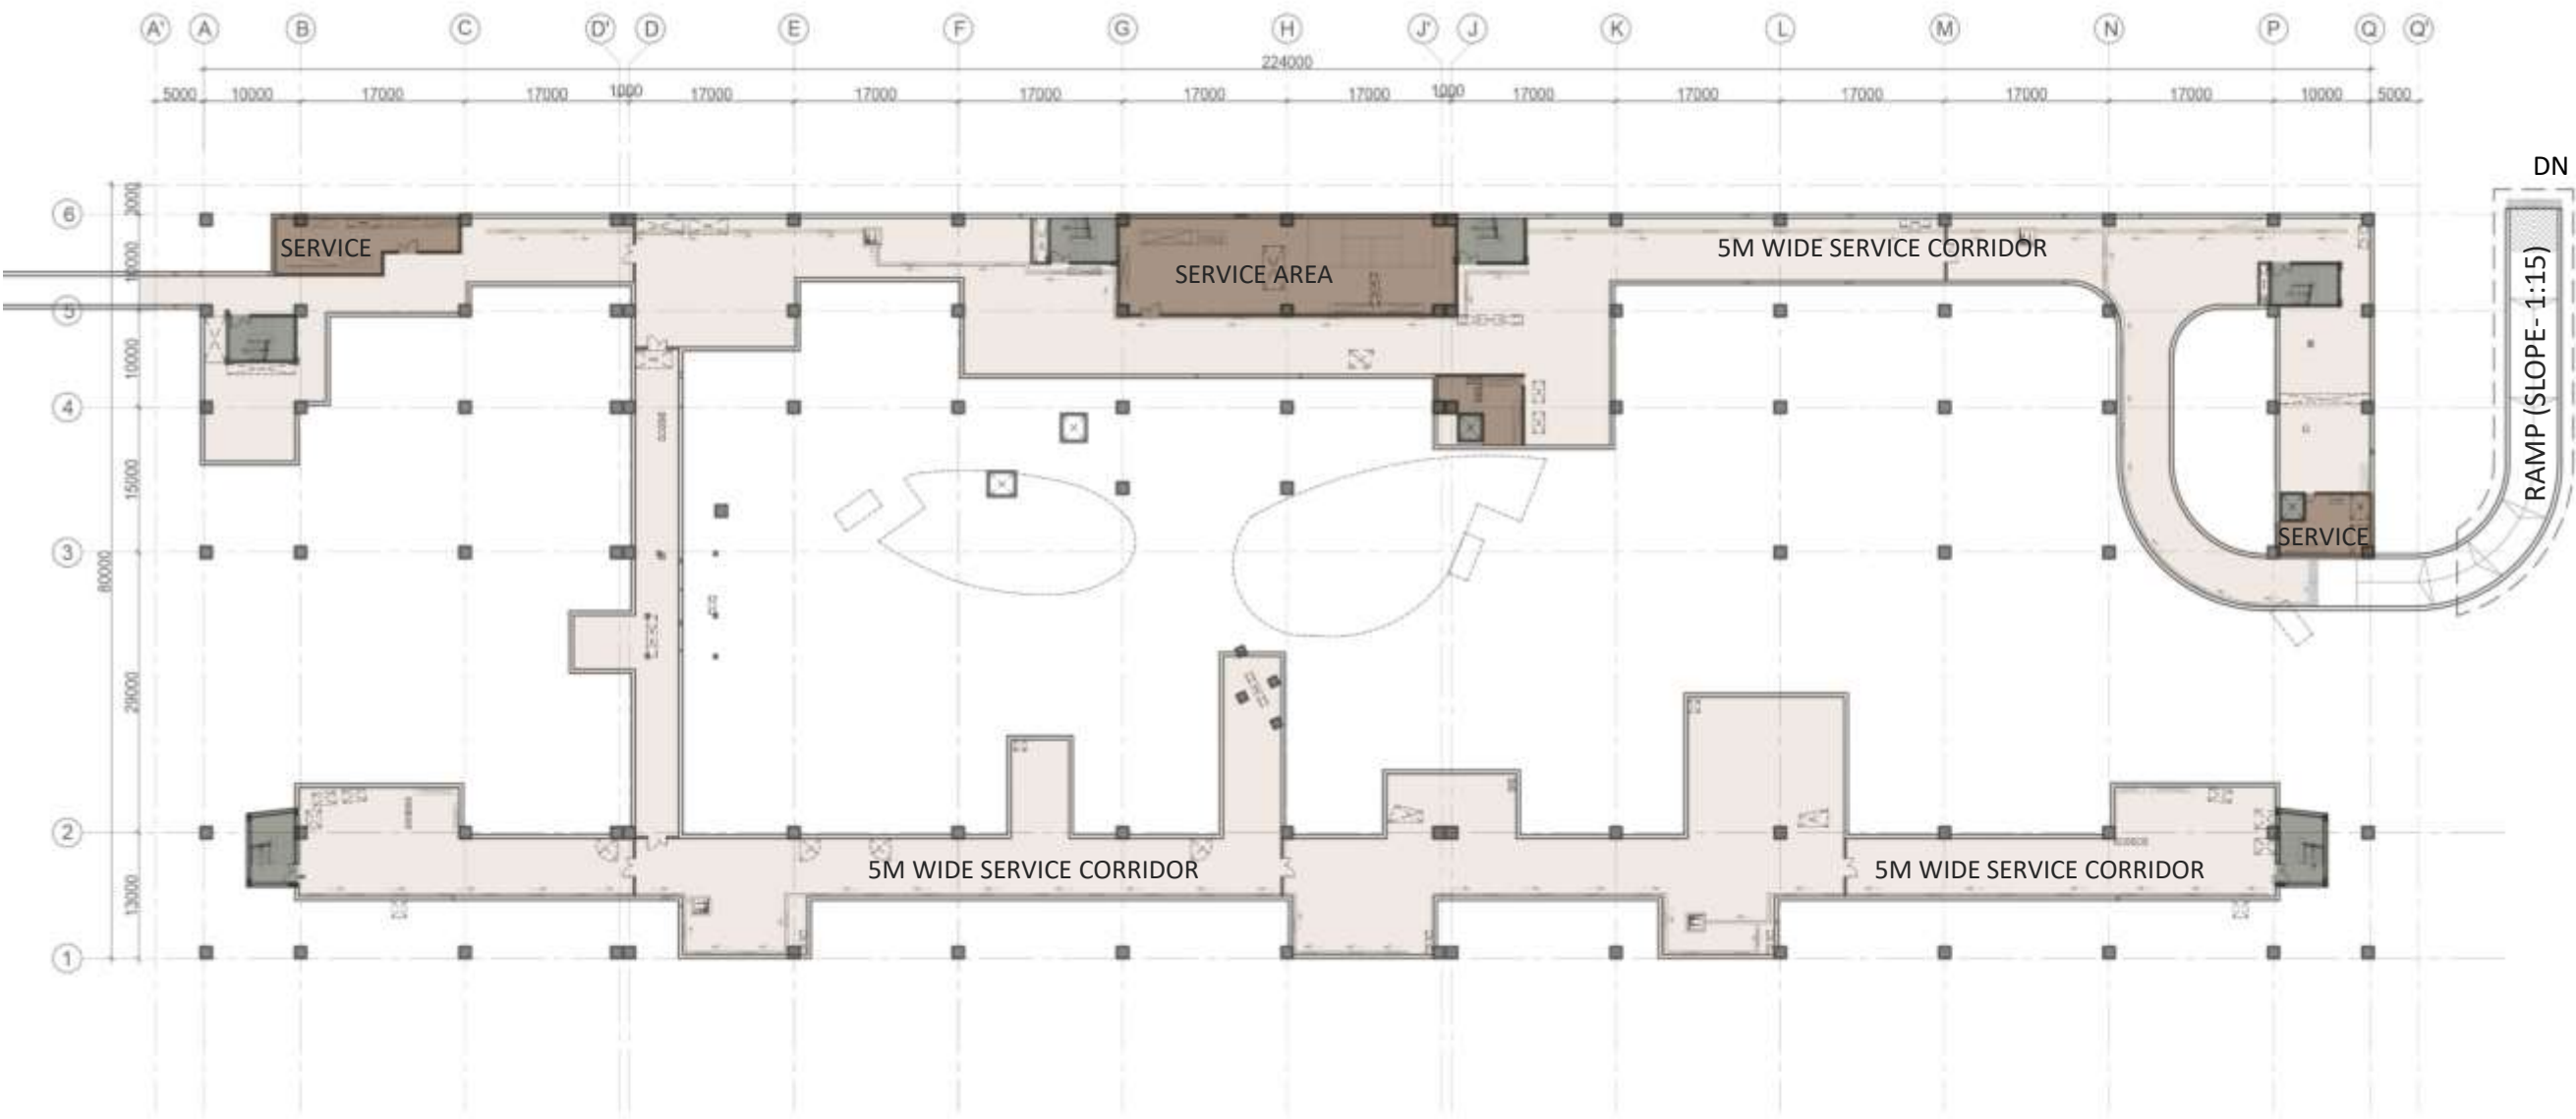 A' A B C D' D E F G H J' J K L M N P Q Q'
224000
5000 10000 17000 17000 1000 17000 17000 17000 17000 17000 1000 17000 17000 17000 17000 17000 10000 5000
DN
6
3000
SERVICE
5M WIDE SERVICE CORRIDOR
SERVICE AREA
5
RAMP (SLOPE- 1:15)
10000
4
15000
SERVICE
3
80000
29000
2
5M WIDE SERVICE CORRIDOR
5M WIDE SERVICE CORRIDOR
13000
1